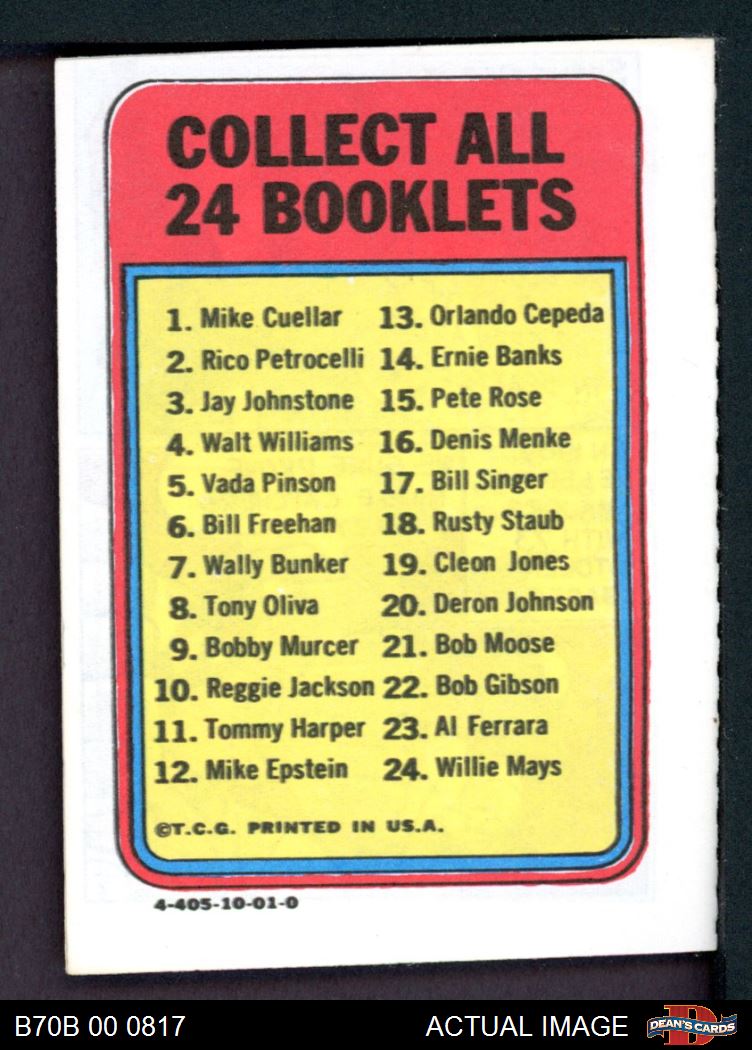 COLLECT ALL
24 BOOKLETS
1. Mike Cuellar
2. Rico Petrocelli
3. Jay Johnstone
4. Walt Williams
5. Vada Pinson
6. Bill Freehan
7. Wally Bunker
8. Tony Oliva
9. Bobby Murcer
10. Reggie Jackson
11. Tommy Harper
12. Mike Epstein
13. Orlando Cepeda
14. Ernie Banks
15. Pete Rose
16. Denis Menke
17. Bill Singer
18. Rusty Staub
19. Cleon Jones
20. Deron Johnson
21. Bob Moose
22. Bob Gibson
23. Al Ferrara
24. Willie Mays
©T.C.G. PRINTED IN U.S.A.
4-405-10-01-0
B70B 00 0817
ACTUAL IMAGE
D
DEAN'S CARDS